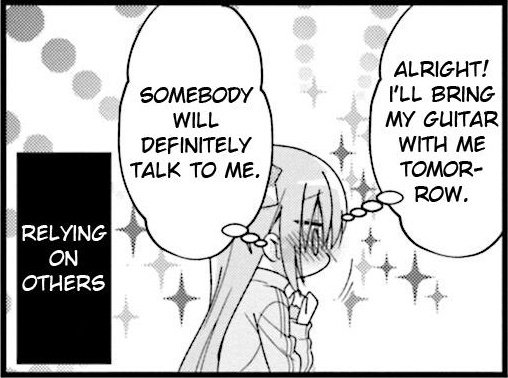 ALRIGHT!
I'LL BRING
MY GUITAR
WITH ME
TOMOR-
ROW.
SOMEBODY
WILL
DEFINITELY
TALK TO ME.
RELYING
ON
OTHERS